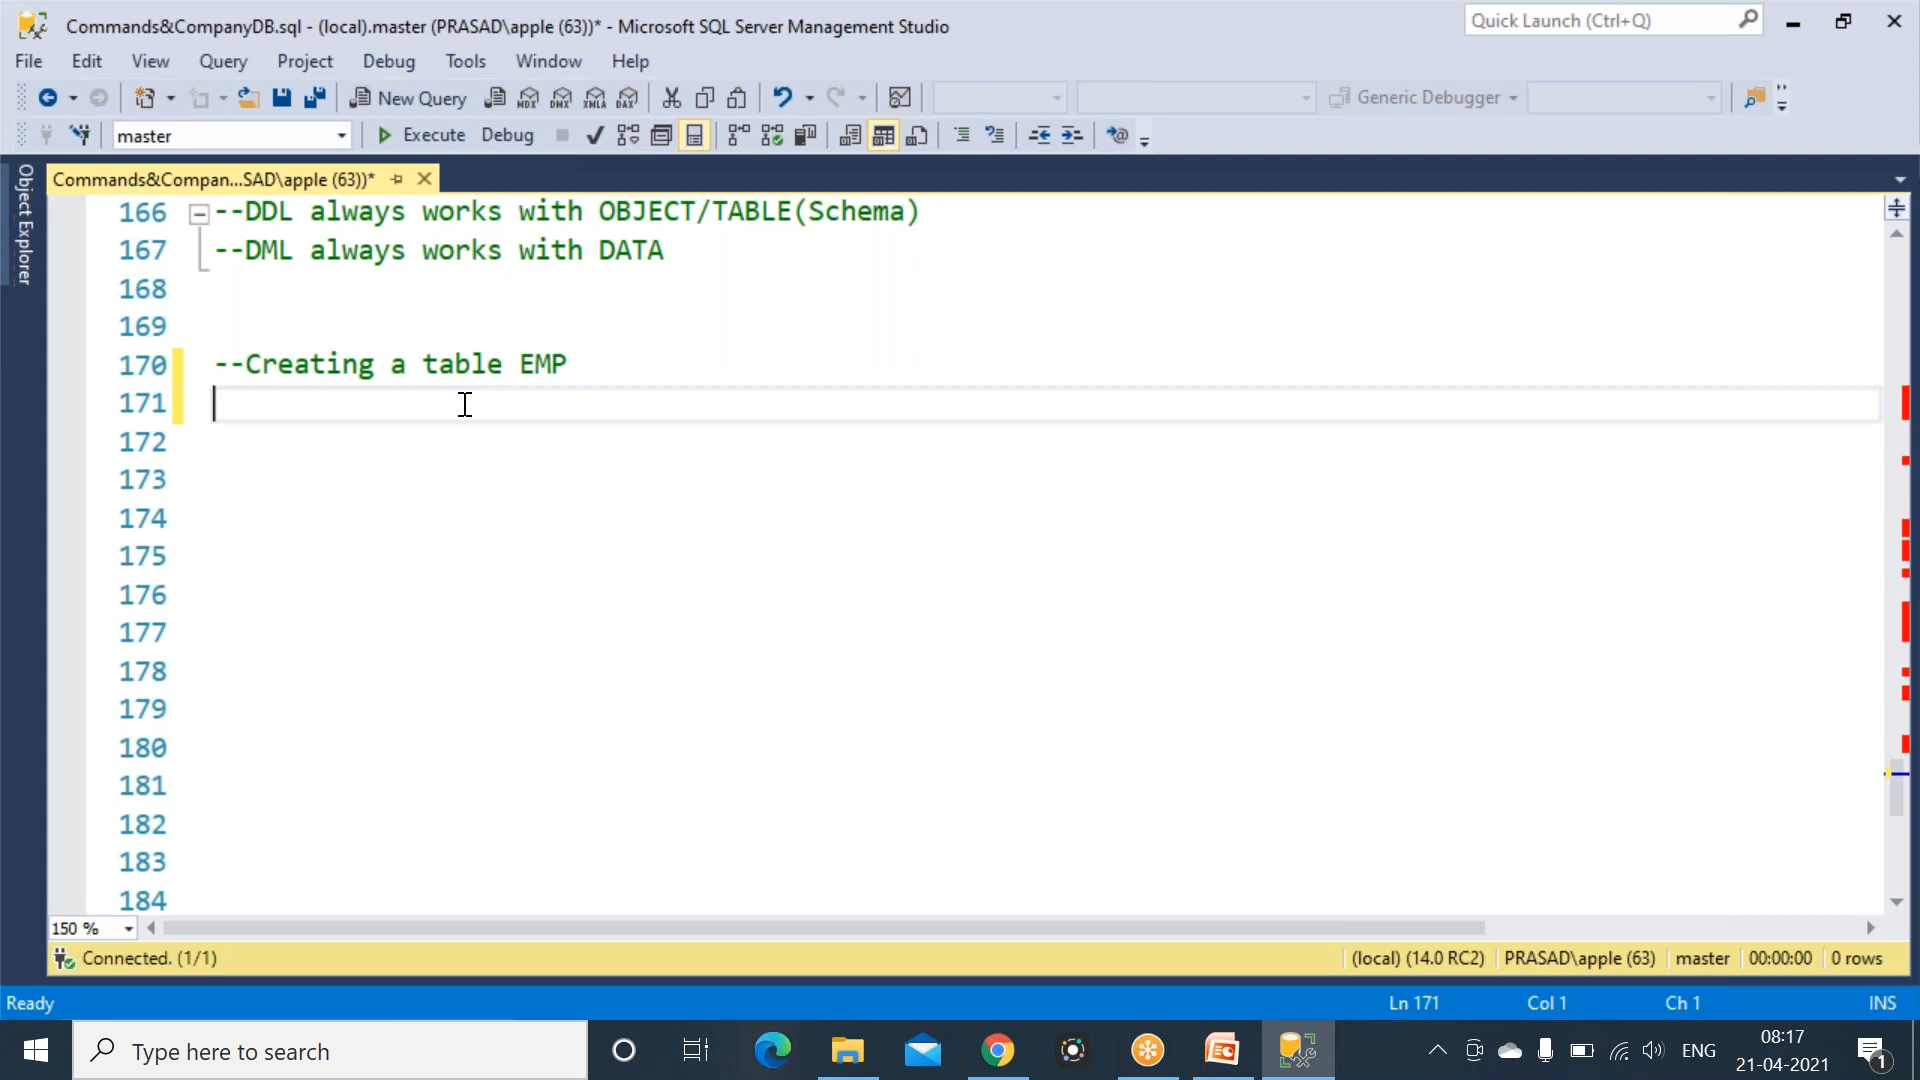 Commands&CompanyDB.sql - (local).master (PRASAD\apple (63))* - Microsoft SQL Server Management Studio
Quick Launch (Ctrl+Q)
File Edit View Query Project Debug Tools Window Help
New Query MDX DMX XMLA DAX Generic Debugger
master Execute Debug
Object Explorer
Commands&Compan...SAD\apple (63))*
166 --DDL always works with OBJECT/TABLE(Schema)
167 --DML always works with DATA
168
169
170 --Creating a table EMP
171
172
173
174
175
176
177
178
179
180
181
182
183
184
150 %
Connected. (1/1) (local) (14.0 RC2) PRASAD\apple (63) master 00:00:00 0 rows
Ready Ln 171 Col 1 Ch 1 INS
Type here to search
ENG 08:17
21-04-2021
1